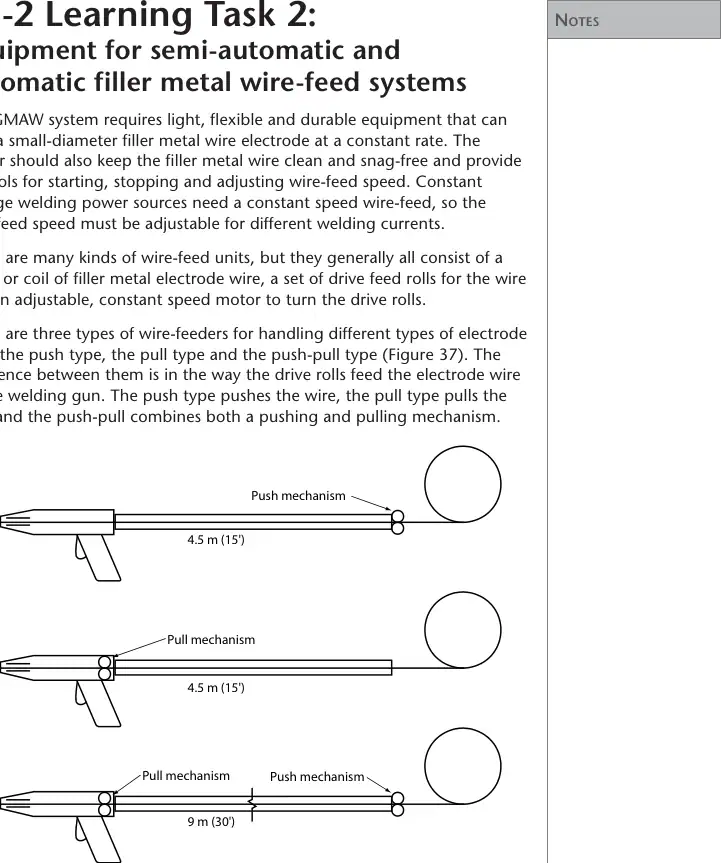 -2 Learning Task 2:
uipment for semi-automatic and
omatic filler metal wire-feed systems
GMAW system requires light, flexible and durable equipment that can
a small-diameter filler metal wire electrode at a constant rate. The
r should also keep the filler metal wire clean and snag-free and provide
ols for starting, stopping and adjusting wire-feed speed. Constant
ge welding power sources need a constant speed wire-feed, so the
feed speed must be adjustable for different welding currents.
are many kinds of wire-feed units, but they generally all consist of a
or coil of filler metal electrode wire, a set of drive feed rolls for the wire
n adjustable, constant speed motor to turn the drive rolls.
are three types of wire-feeders for handling different types of electrode
the push type, the pull type and the push-pull type (Figure 37). The
ence between them is in the way the drive rolls feed the electrode wire
e welding gun. The push type pushes the wire, the pull type pulls the
and the push-pull combines both a pushing and pulling mechanism.
Push mechanism
4.5 m (15')
Pull mechanism
4.5 m (15')
Pull mechanism Push mechanism
9 m (30')
NOTES